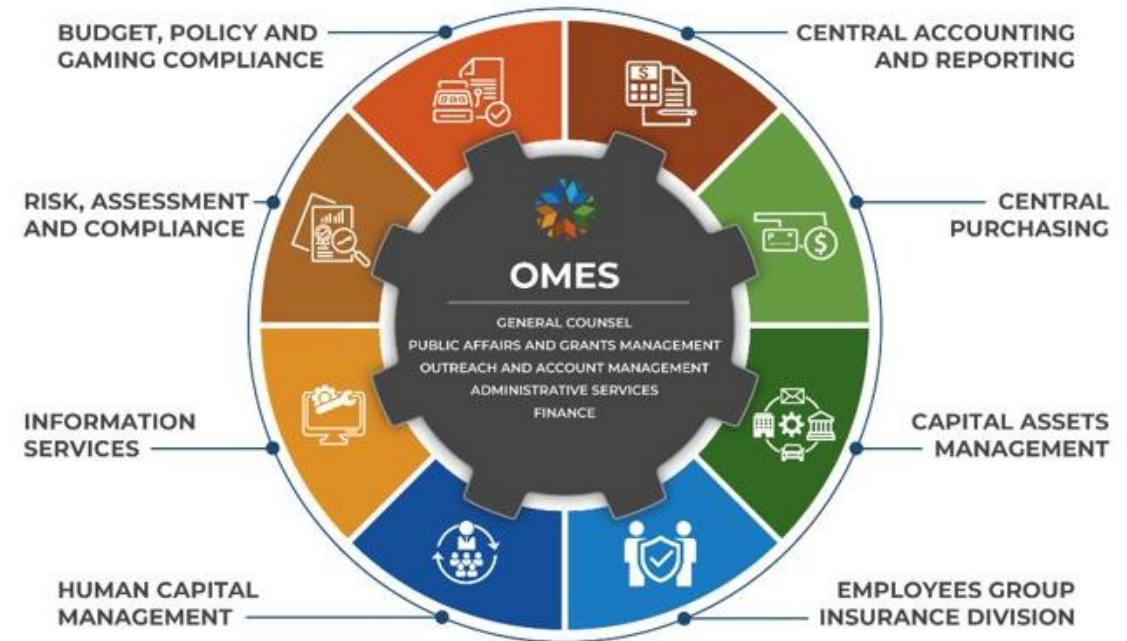 BUDGET, POLICY AND
GAMING COMPLIANCE
CENTRAL ACCOUNTING
AND REPORTING
RISK, ASSESSMENT
AND COMPLIANCE
CENTRAL
PURCHASING
OMES
GENERAL COUNSEL
PUBLIC AFFAIRS AND GRANTS MANAGEMENT
OUTREACH AND ACCOUNT MANAGEMENT
ADMINISTRATIVE SERVICES
FINANCE
INFORMATION
SERVICES
CAPITAL ASSETS
MANAGEMENT
HUMAN CAPITAL
MANAGEMENT
EMPLOYEES GROUP
INSURANCE DIVISION